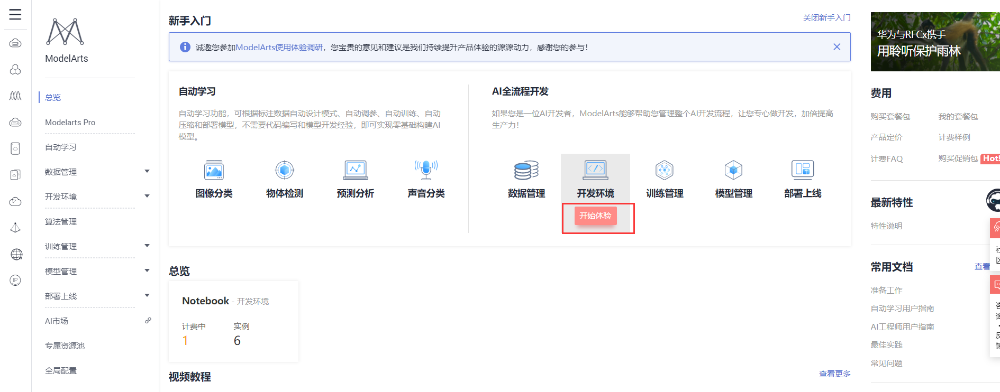 ModelArts
总览
Modelarts Pro
自动学习
数据管理
开发环境
算法管理
训练管理
模型管理
部署上线
AI市场
专属资源池
全局配置
新手入门
关闭新手入门
诚邀您参加ModelArts使用体验调研，您宝贵的意见和建议是我们持续提升产品体验的源源动力，感谢您的参与！
自动学习
自动学习功能，可根据标注数据自动设计模式、自动调参、自动训练、自动
压缩和部署模型，不需要代码编写和模型开发经验，即可实现零基础构建AI
模型。
图像分类
物体检测
预测分析
声音分类
AI全流程开发
如果您是一位AI开发者，ModelArts能够帮助您管理整个AI开发流程，让您专心做开发，加倍提高
生产力！
数据管理
开发环境
训练管理
模型管理
部署上线
开始体验
总览
Notebook - 开发环境
计费中 实例
1 6
视频教程
查看更多
华为与RFCx携手
用聆听保护雨林
费用
购买套餐包 我的套餐包
产品定价 计费样例
计费FAQ 购买促销包 Hot!
最新特性
特性说明
常用文档 查看
准备工作
自动学习用户指南
AI工程师用户指南
最佳实践
常见问题
IP
W